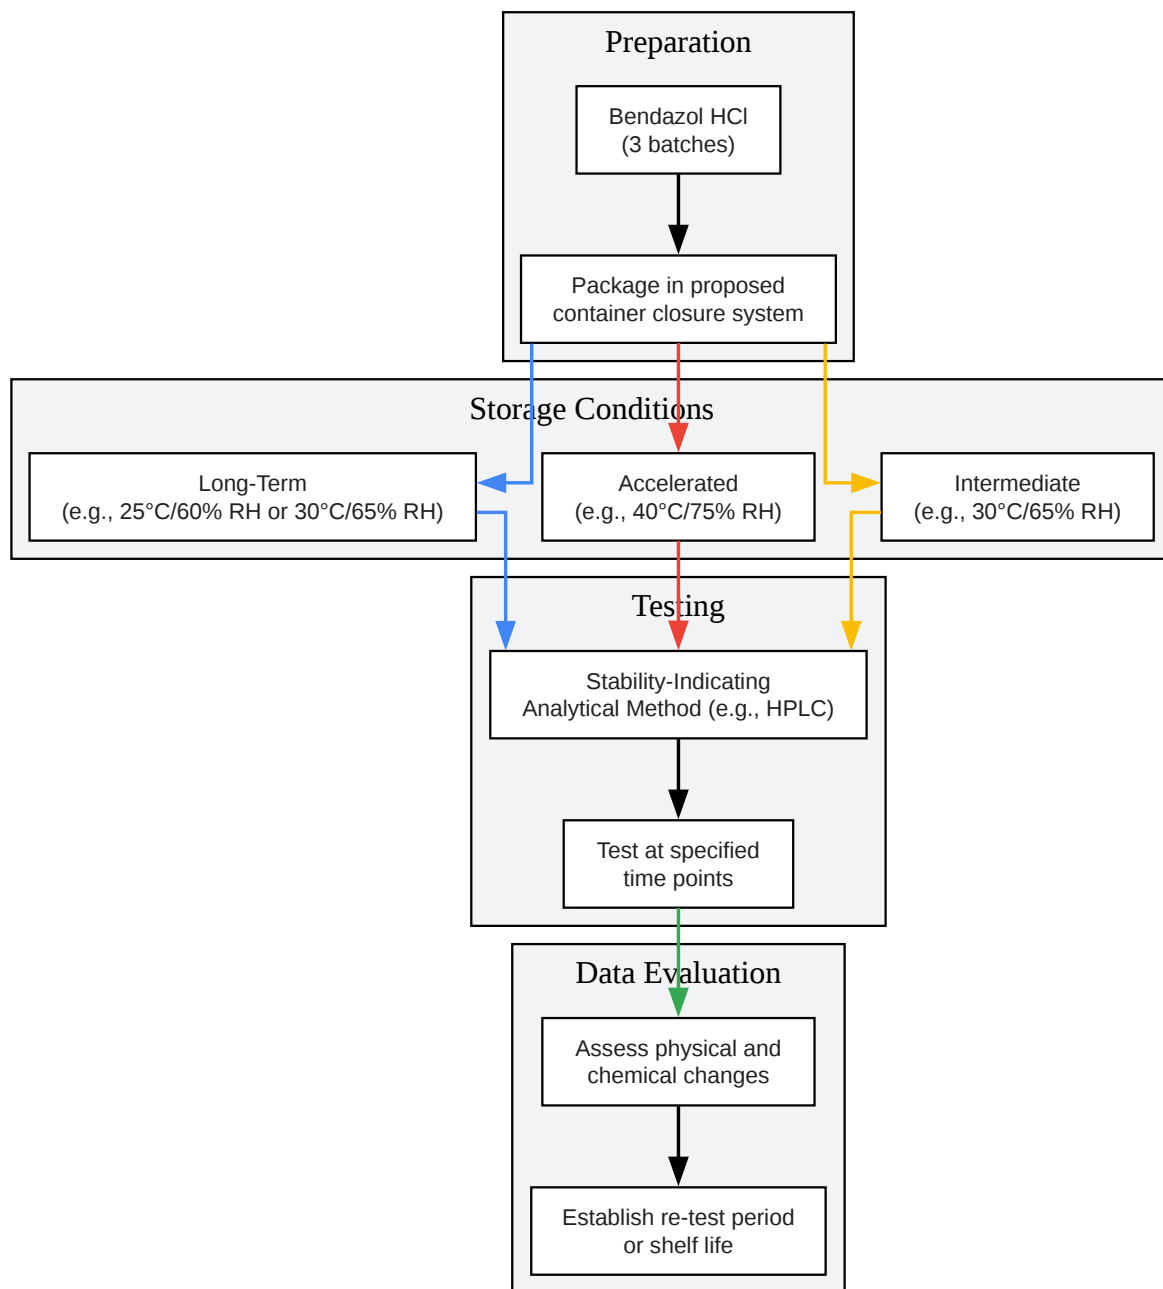 Preparation
Bendazol HCl
(3 batches)
Package in proposed
container closure system
Storage Conditions
Long-Term
(e.g., 25°C/60% RH or 30°C/65% RH)
Accelerated
(e.g., 40°C/75% RH)
Intermediate
(e.g., 30°C/65% RH)
Testing
Stability-Indicating
Analytical Method (e.g., HPLC)
Test at specified
time points
Data Evaluation
Assess physical and
chemical changes
Establish re-test period
or shelf life